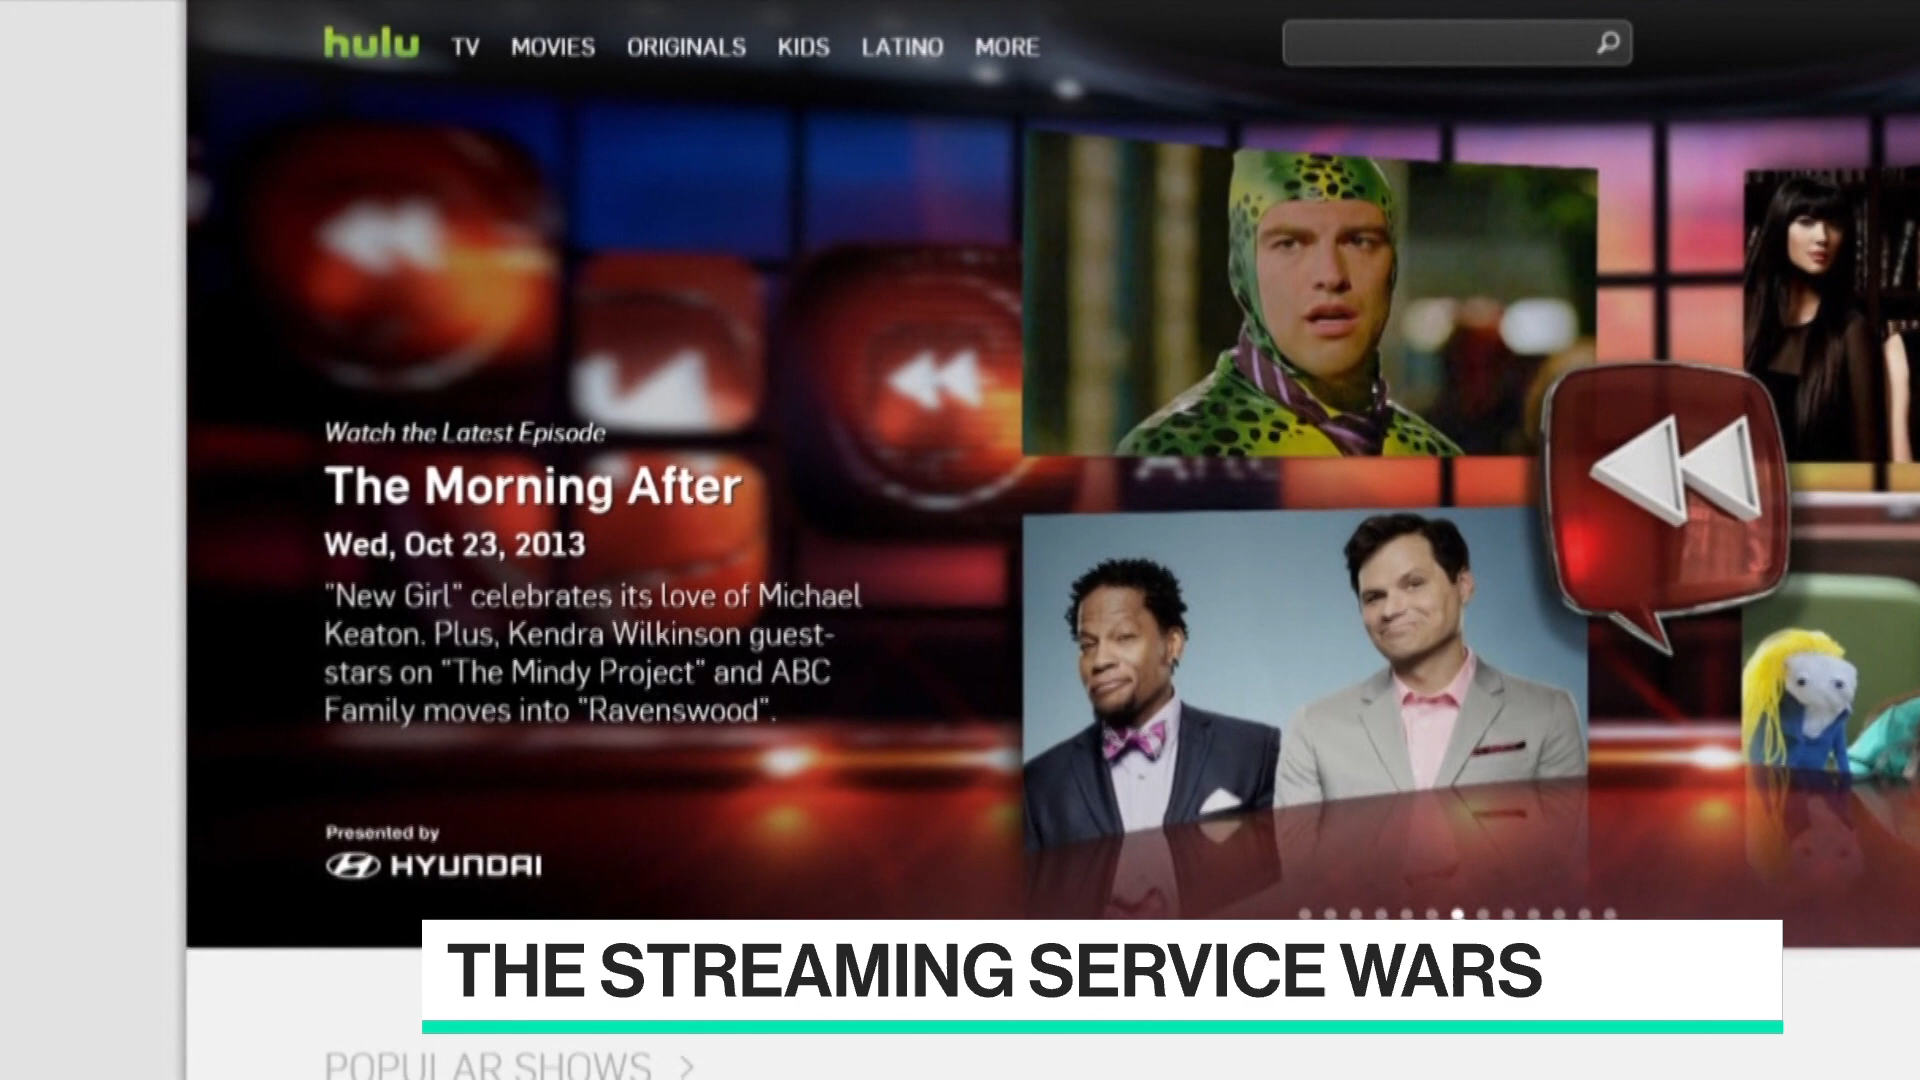 hulu TV MOVIES ORIGINALS KIDS LATINO MORE
Watch the Latest Episode
The Morning After
Wed, Oct 23, 2013
"New Girl" celebrates its love of Michael
Keaton. Plus, Kendra Wilkinson guest-
stars on "The Mindy Project" and ABC
Family moves into "Ravenswood".
Presented by
HYUNDAI
THE STREAMING SERVICE WARS
POPULAR SHOWS >